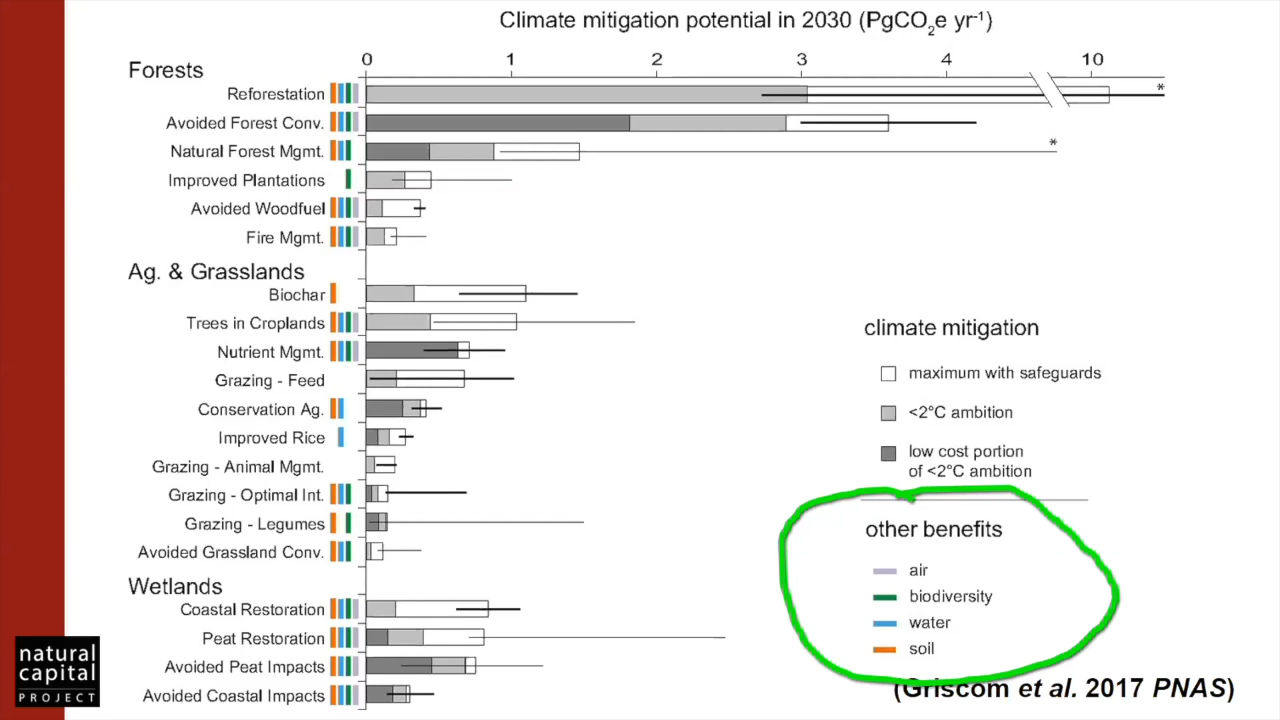 Climate mitigation potential in 2030 (PgCO₂e yr⁻¹)
0 1 2 3 4 10
Forests
Reforestation *
Avoided Forest Conv.
Natural Forest Mgmt. *
Improved Plantations
Avoided Woodfuel
Fire Mgmt.
Ag. & Grasslands
Biochar
Trees in Croplands
Nutrient Mgmt.
Grazing - Feed
Conservation Ag.
Improved Rice
Grazing - Animal Mgmt.
Grazing - Optimal Int.
Grazing - Legumes
Avoided Grassland Conv.
Wetlands
Coastal Restoration
Peat Restoration
Avoided Peat Impacts
Avoided Coastal Impacts
climate mitigation
maximum with safeguards
<2°C ambition
low cost portion
of <2°C ambition
other benefits
air
biodiversity
water
soil
(Griscom et al. 2017 PNAS)
natural
capital
PROJECT